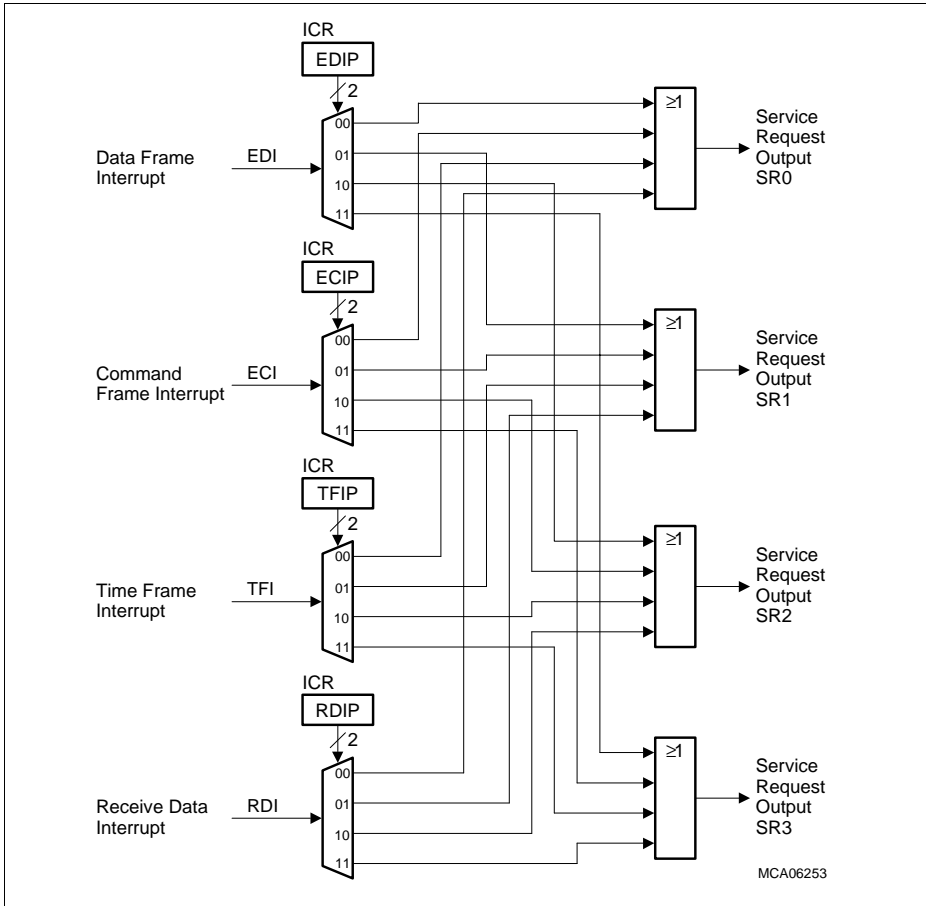 ICR
EDIP
2
00
01
10
11
Data Frame
Interrupt
EDI
≥1
Service
Request
Output
SR0
ICR
ECIP
2
00
01
10
11
Command
Frame Interrupt
ECI
≥1
Service
Request
Output
SR1
ICR
TFIP
2
00
01
10
11
Time Frame
Interrupt
TFI
≥1
Service
Request
Output
SR2
ICR
RDIP
2
00
01
10
11
Receive Data
Interrupt
RDI
≥1
Service
Request
Output
SR3
MCA06253